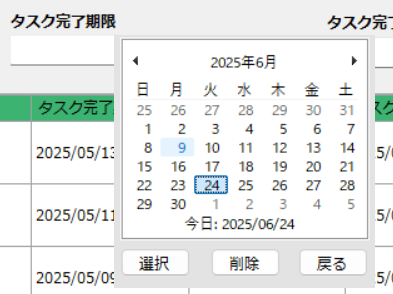 タスク完了期限
タスク完了
2025年6月
日 月 火 水 木 金 土
25 26 27 28 29 30 31
1 2 3 4 5 6 7
8 9 10 11 12 13 14
15 16 17 18 19 20 21
22 23 24 25 26 27 28
29 30 1 2 3 4 5
今日: 2025/06/24
選択 削除 戻る
タスク完了
2025/05/13
2025/05/11
2025/05/09